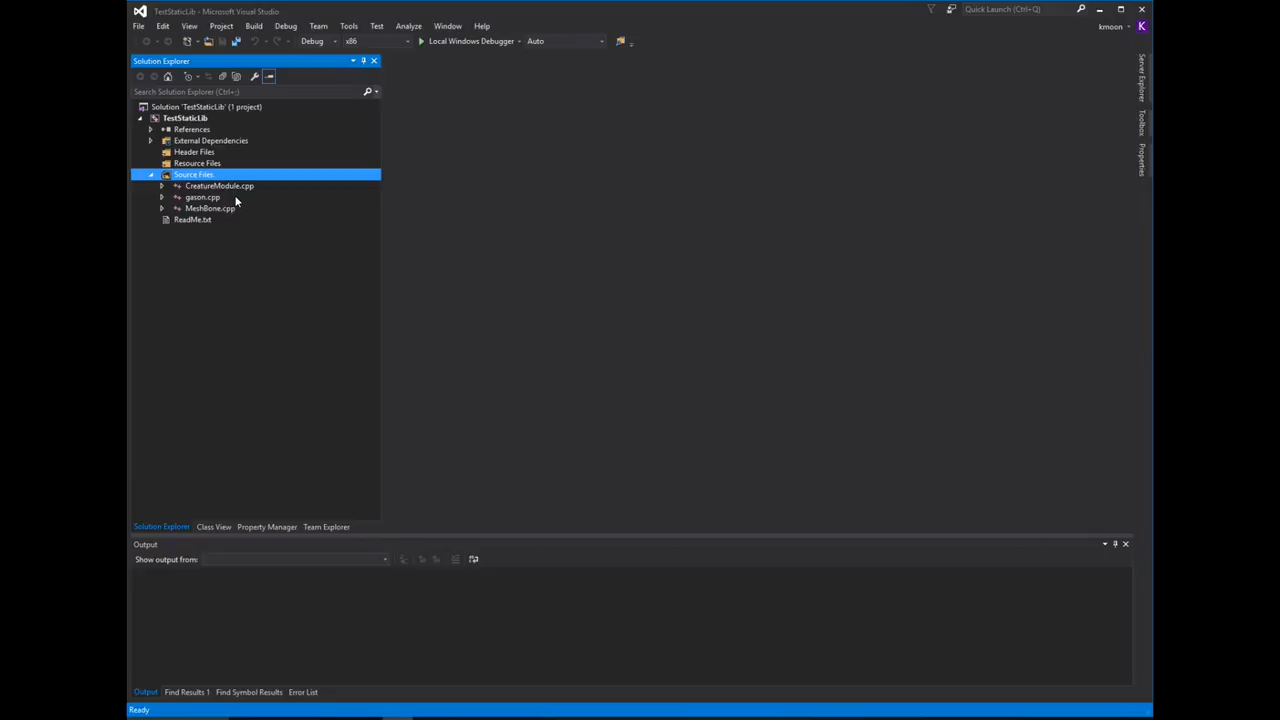 TestStaticLib - Microsoft Visual Studio
Quick Launch (Ctrl+;)
File Edit View Project Build Debug Team Tools Test Analyze Window Help
kmoon K
Debug x86 Local Windows Debugger Auto
Solution Explorer
Search Solution Explorer (Ctrl+;)
Solution 'TestStaticLib' (1 project)
TestStaticLib
References
External Dependencies
Header Files
Resource Files
Source Files
CreatureModule.cpp
gason.cpp
MeshBone.cpp
ReadMe.txt
Server Explorer
Toolbox
Properties
Solution Explorer Class View Property Manager Team Explorer
Output
Show output from:
Output Find Results 1 Find Symbol Results Error List
Ready